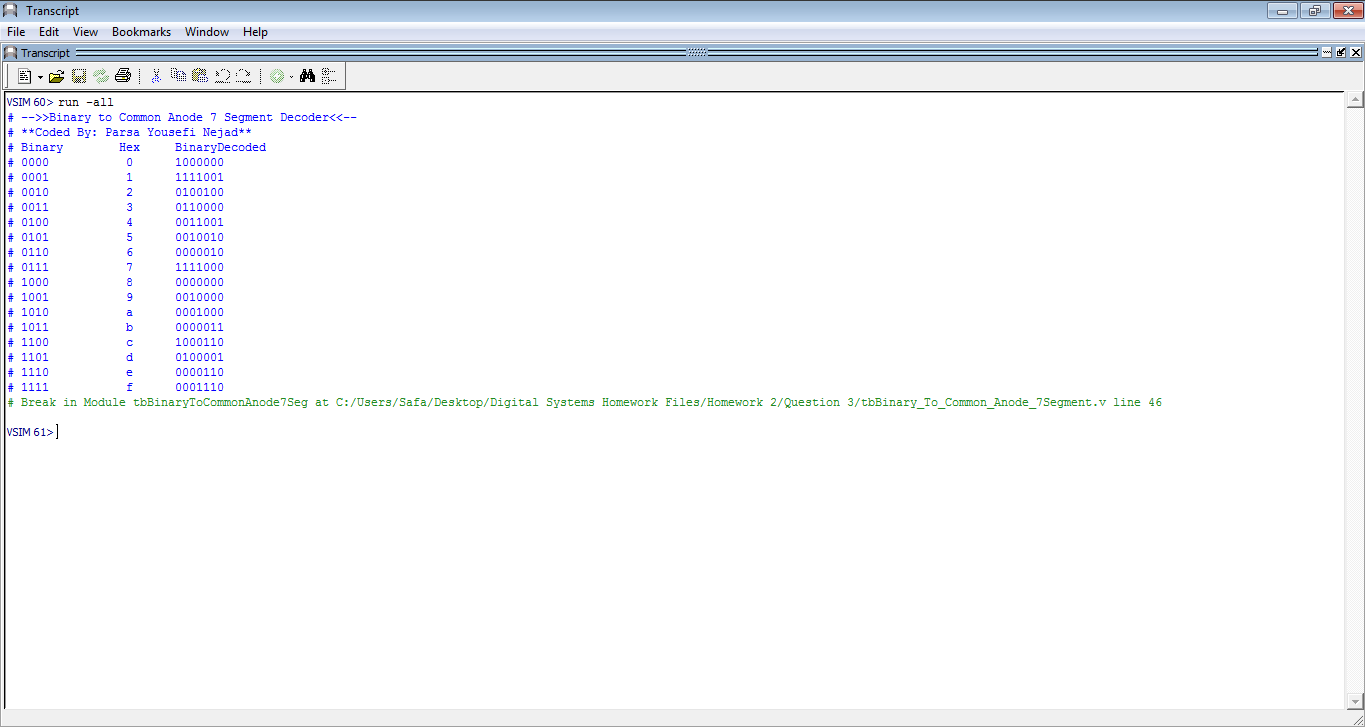 Transcript
File Edit View Bookmarks Window Help
Transcript
VSIM 60> run -all
# -->>Binary to Common Anode 7 Segment Decoder<<--
# **Coded By: Parsa Yousefi Nejad**
# Binary Hex BinaryDecoded
# 0000 0 1000000
# 0001 1 1111001
# 0010 2 0100100
# 0011 3 0110000
# 0100 4 0011001
# 0101 5 0010010
# 0110 6 0000010
# 0111 7 1111000
# 1000 8 0000000
# 1001 9 0010000
# 1010 a 0001000
# 1011 b 0000011
# 1100 c 1000110
# 1101 d 0100001
# 1110 e 0000110
# 1111 f 0001110
# Break in Module tbBinaryToCommonAnode7Seg at C:/Users/Safa/Desktop/Digital Systems Homework Files/Homework 2/Question 3/tbBinary_To_Common_Anode_7Segment.v line 46
VSIM 61>